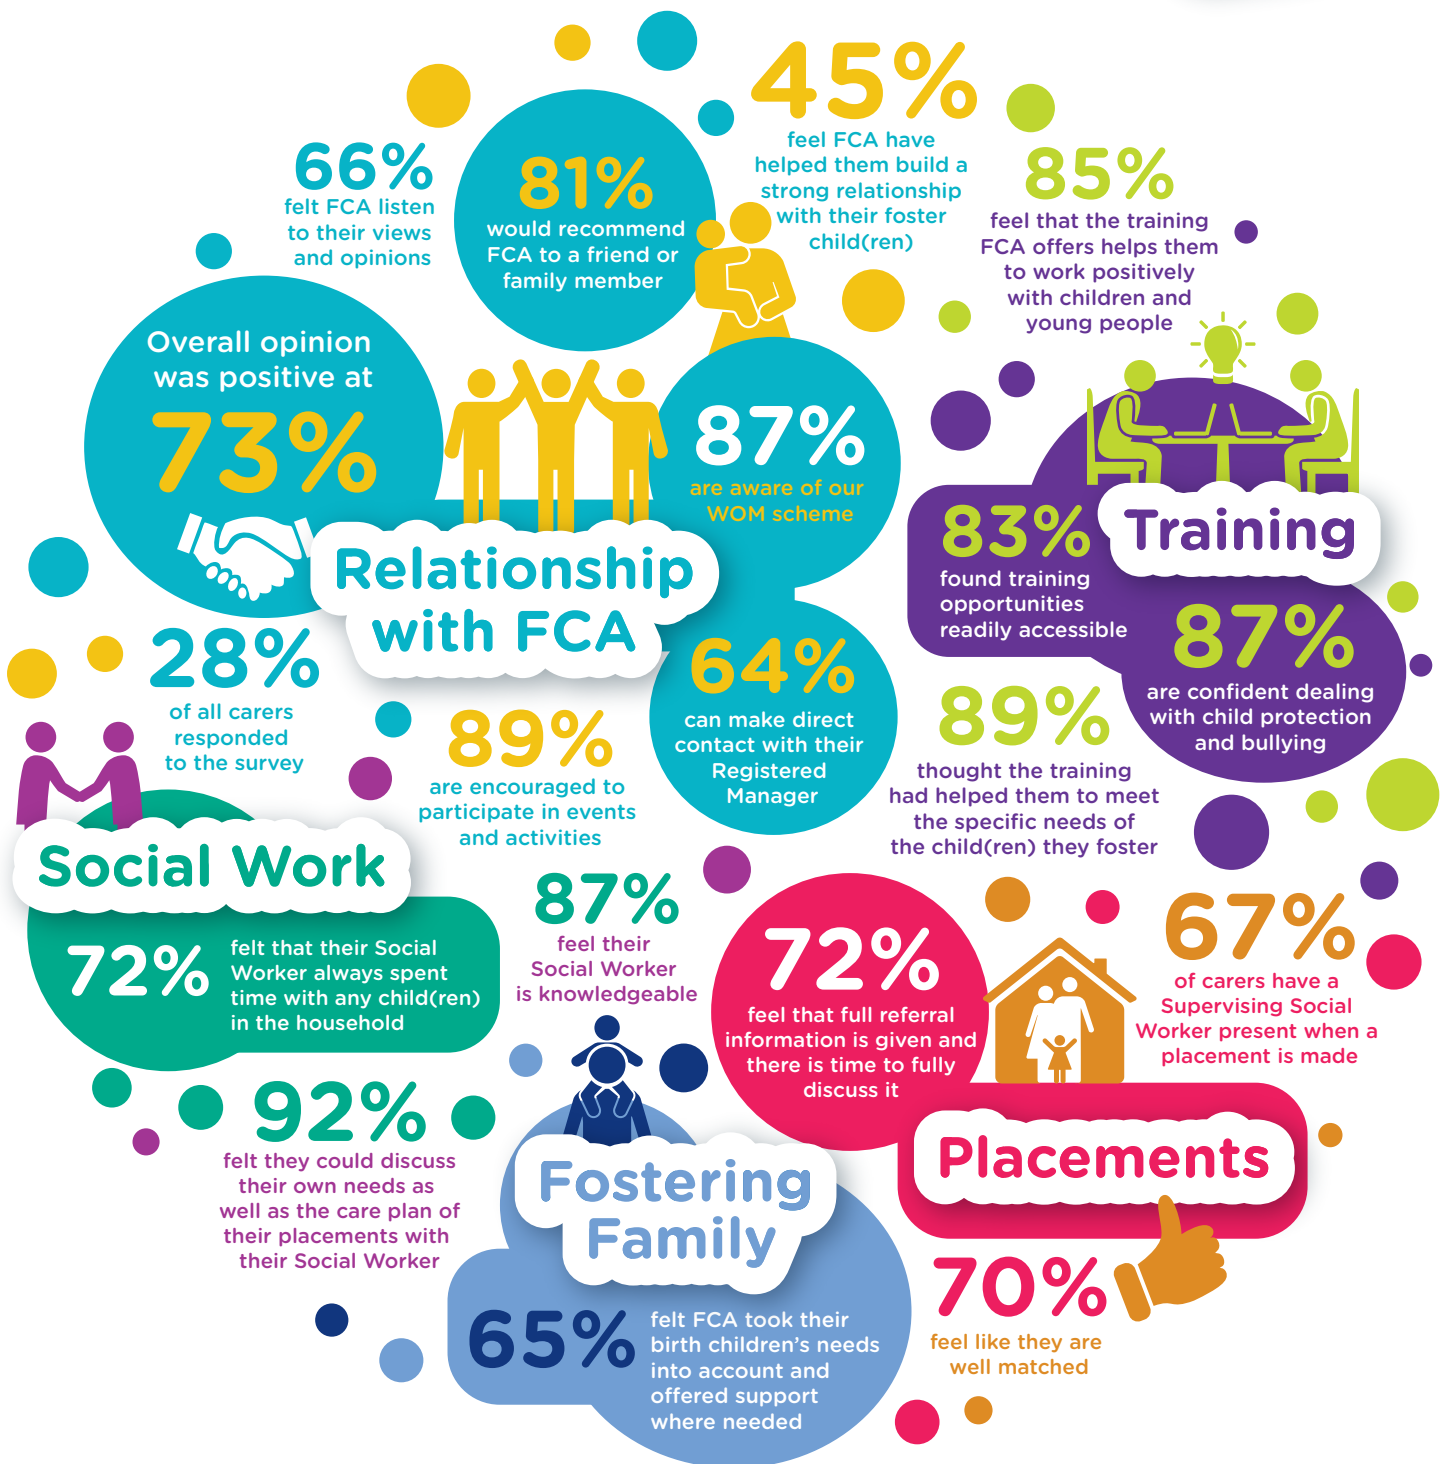 45%
feel FCA have
helped them build a
strong relationship
with their foster
child(ren)
66%
felt FCA listen
to their views
and opinions
81%
would recommend
FCA to a friend or
family member
85%
feel that the training
FCA offers helps them
to work positively
with children and
young people
Overall opinion
was positive at
73%
87%
are aware of our
WOM scheme
Relationship
with FCA
83%
found training
opportunities
readily accessible
Training
87%
are confident dealing
with child protection
and bullying
28%
of all carers
responded
to the survey
89%
are encouraged to
participate in events
and activities
64%
can make direct
contact with their
Registered
Manager
89%
thought the training
had helped them to meet
the specific needs of
the child(ren) they foster
Social Work
72%
felt that their Social
Worker always spent
time with any child(ren)
in the household
87%
feel their
Social Worker
is knowledgeable
72%
feel that full referral
information is given and
there is time to fully
discuss it
67%
of carers have a
Supervising Social
Worker present when a
placement is made
92%
felt they could discuss
their own needs as
well as the care plan of
their placements with
their Social Worker
Fostering
Family
Placements
65%
felt FCA took their
birth children’s needs
into account and
offered support
where needed
70%
feel like they are
well matched